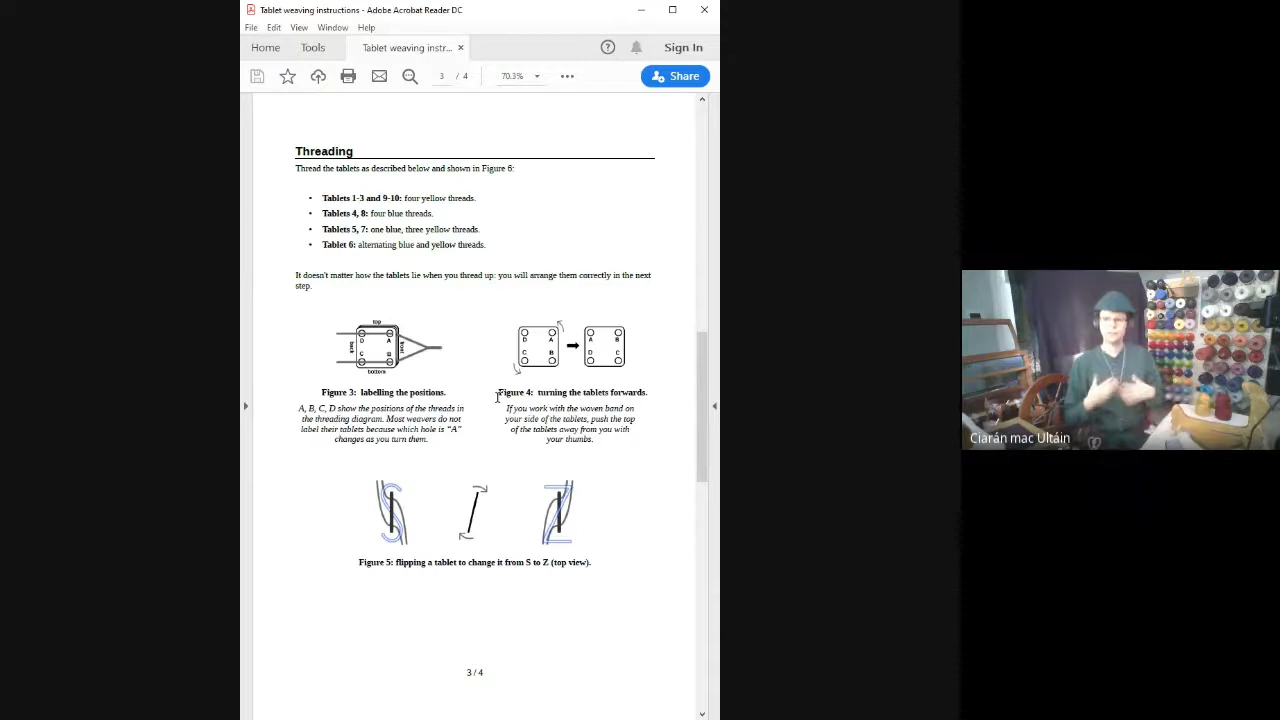 Tablet weaving instructions - Adobe Acrobat Reader DC
File Edit View Window Help
Home Tools Tablet weaving instr... × Sign In
3 / 4 70.3% Share
Threading
Thread the tablets as described below and shown in Figure 6:
• Tablets 1-3 and 9-10: four yellow threads.
• Tablets 4, 8: four blue threads.
• Tablets 5, 7: one blue, three yellow threads.
• Tablet 6: alternating blue and yellow threads.
It doesn't matter how the tablets lie when you thread up: you will arrange them correctly in the next
step.
top
D A
back front
C B
bottom
D A
C B
A B
D C
Figure 3: labelling the positions.
A, B, C, D show the positions of the threads in
the threading diagram. Most weavers do not
label their tablets because which hole is "A"
changes as you turn them.
Figure 4: turning the tablets forwards.
If you work with the woven band on
your side of the tablets, push the top
of the tablets away from you with
your thumbs.
S Z
Figure 5: flipping a tablet to change it from S to Z (top view).
3 / 4
Ciarán mac Ultáin